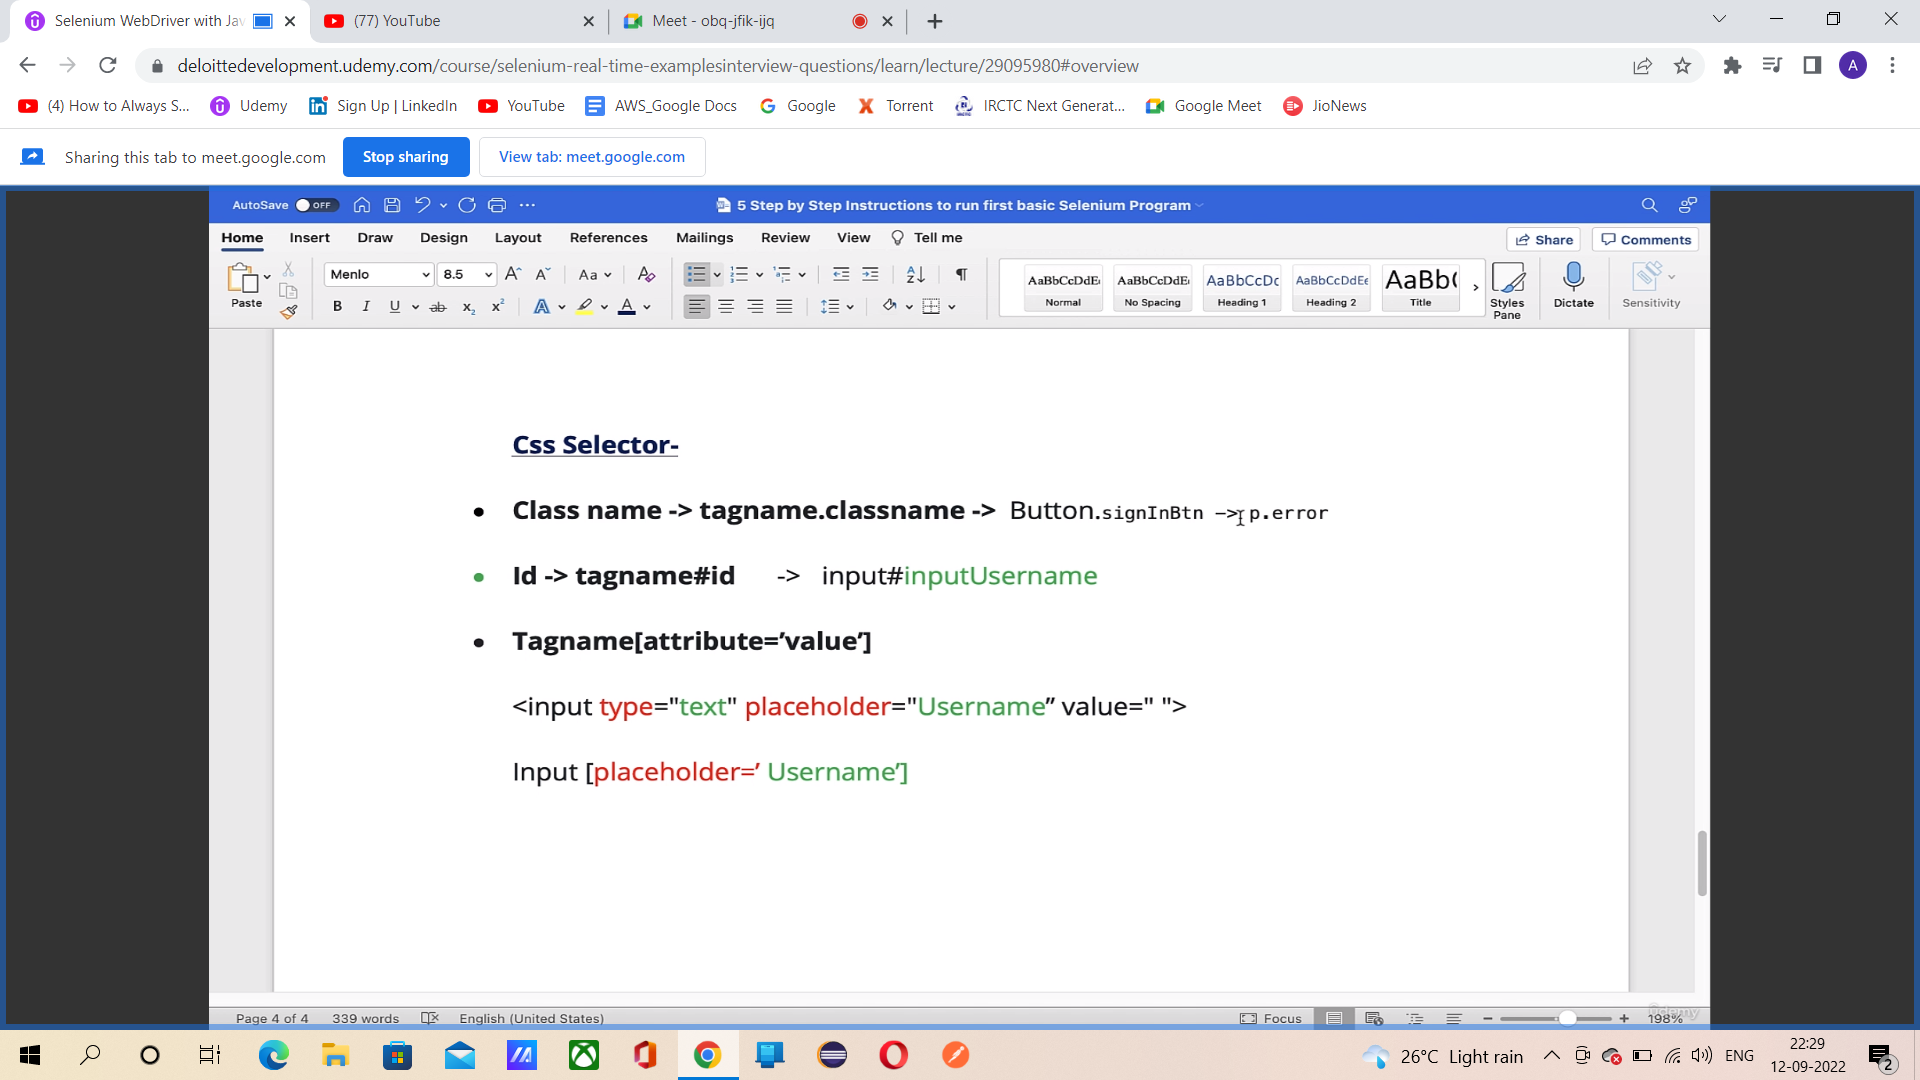 Selenium WebDriver with Jav
(77) YouTube
Meet - obq-jfik-ijq
deloittedevelopment.udemy.com/course/selenium-real-time-examplesinterview-questions/learn/lecture/29095980#overview
A
(4) How to Always S...
Udemy
Sign Up | LinkedIn
YouTube
AWS_Google Docs
Google
Torrent
IRCTC Next Generat...
Google Meet
JioNews
Sharing this tab to meet.google.com
Stop sharing
View tab: meet.google.com
AutoSave OFF
5 Step by Step Instructions to run first basic Selenium Program
Home Insert Draw Design Layout References Mailings Review View Tell me
Share
Comments
Paste
Menlo
8.5
AaBbCcDdEe
Normal
AaBbCcDdEe
No Spacing
AaBbCcDc
Heading 1
AaBbCcDdEe
Heading 2
AaBb(
Title
Styles
Pane
Dictate
Sensitivity
Css Selector-
• Class name -> tagname.classname -> Button.signInBtn –> p.error
• Id -> tagname#id -> input#inputUsername
• Tagname[attribute=’value’]
<input type="text" placeholder="Username” value=" ">
Input [placeholder=’ Username’]
Page 4 of 4
339 words
English (United States)
Focus
198%
Udemy
26°C Light rain
ENG
22:29
12-09-2022
2